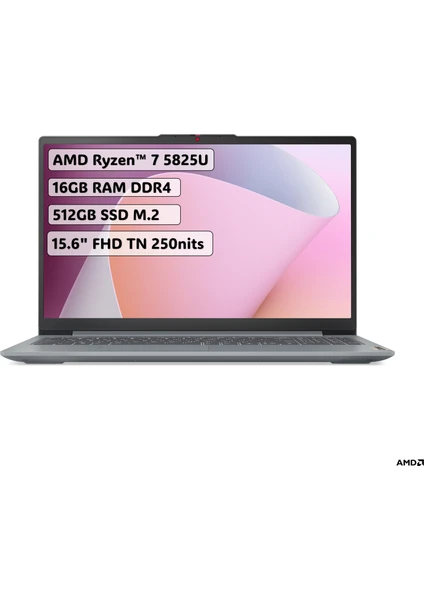 AMD Ryzen™ 7 5825U
16GB RAM DDR4
512GB SSD M.2
15.6" FHD TN 250nits
AMD